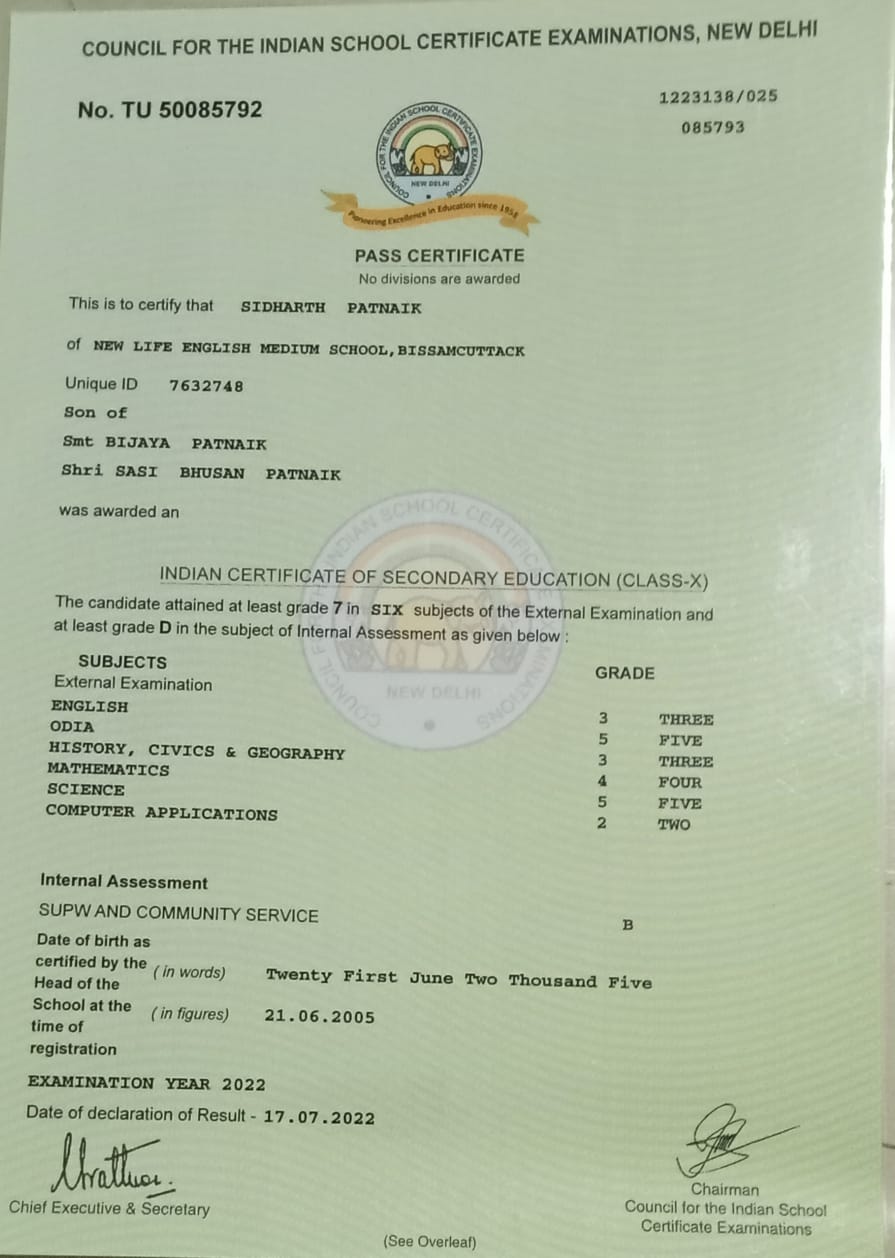 COUNCIL FOR THE INDIAN SCHOOL CERTIFICATE EXAMINATIONS, NEW DELHI
No. TU 50085792
1223138/025
085793
COUNCIL FOR THE INDIAN SCHOOL CERTIFICATE EXAMINATIONS
NEW DELHI
Pioneering Excellence in Education since 1958
PASS CERTIFICATE
No divisions are awarded
This is to certify that SIDHARTH PATNAIK
of NEW LIFE ENGLISH MEDIUM SCHOOL,BISSAMCUTTACK
Unique ID 7632748
Son of
Smt BIJAYA PATNAIK
Shri SASI BHUSAN PATNAIK
was awarded an
INDIAN CERTIFICATE OF SECONDARY EDUCATION (CLASS-X)
The candidate attained at least grade 7 in SIX subjects of the External Examination and
at least grade D in the subject of Internal Assessment as given below :
SUBJECTS GRADE
External Examination
ENGLISH 3 THREE
ODIA 5 FIVE
HISTORY, CIVICS & GEOGRAPHY 3 THREE
MATHEMATICS 4 FOUR
SCIENCE 5 FIVE
COMPUTER APPLICATIONS 2 TWO
COUNCIL FOR THE INDIAN SCHOOL CERTIFICATE EXAMINATIONS
NEW DELHI
Internal Assessment
SUPW AND COMMUNITY SERVICE B
Date of birth as
certified by the
Head of the
School at the
time of
registration
(in words) Twenty First June Two Thousand Five
(in figures) 21.06.2005
EXAMINATION YEAR 2022
Date of declaration of Result - 17.07.2022
Chief Executive & Secretary
Chairman
Council for the Indian School
Certificate Examinations
(See Overleaf)